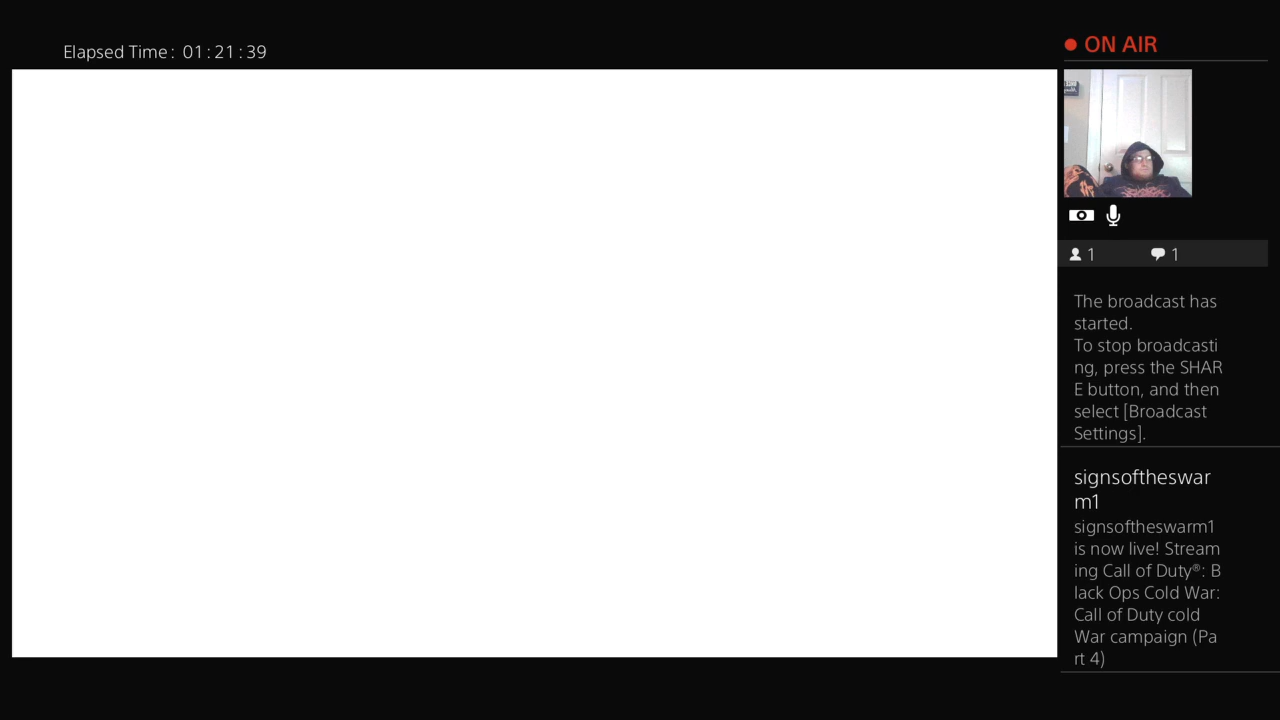 Elapsed Time: 01:21:39
ON AIR
1
1
The broadcast has
started.
To stop broadcasti
ng, press the SHAR
E button, and then
select [Broadcast
Settings].
signsoftheswar
m1
signsoftheswarm1
is now live! Stream
ing Call of Duty®: B
lack Ops Cold War:
Call of Duty cold
War campaign (Pa
rt 4)